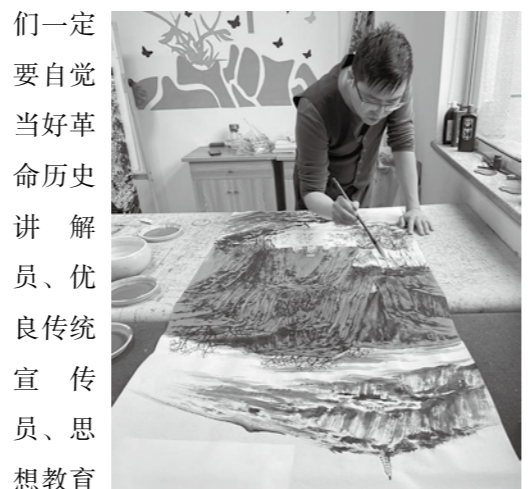 们一定
要自觉
当好革
命历史
讲 解
员、优
良传统
宣 传
员、思
想教育